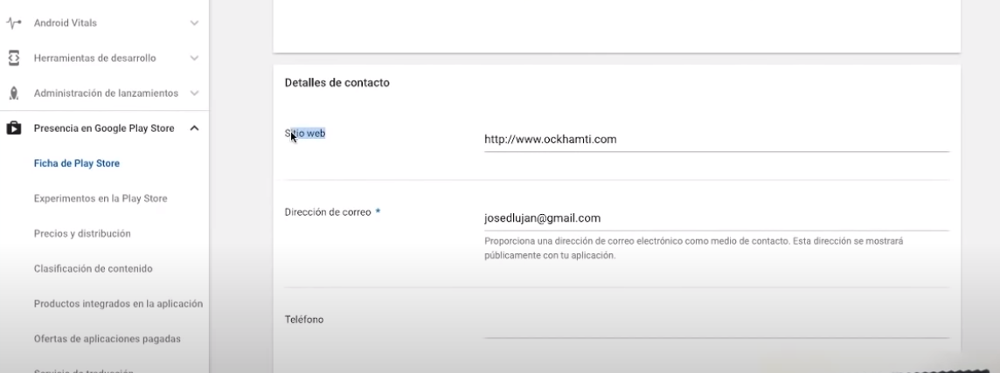 Android Vitals
Herramientas de desarrollo
Administración de lanzamientos
Presencia en Google Play Store
Ficha de Play Store
Experimentos en la Play Store
Precios y distribución
Clasificación de contenido
Productos integrados en la aplicación
Ofertas de aplicaciones pagadas
Servicio de traducción
Detalles de contacto
Sitio web
http://www.ockhamti.com
Dirección de correo *
josedlujan@gmail.com
Proporciona una dirección de correo electrónico como medio de contacto. Esta dirección se mostrará
públicamente con tu aplicación.
Teléfono